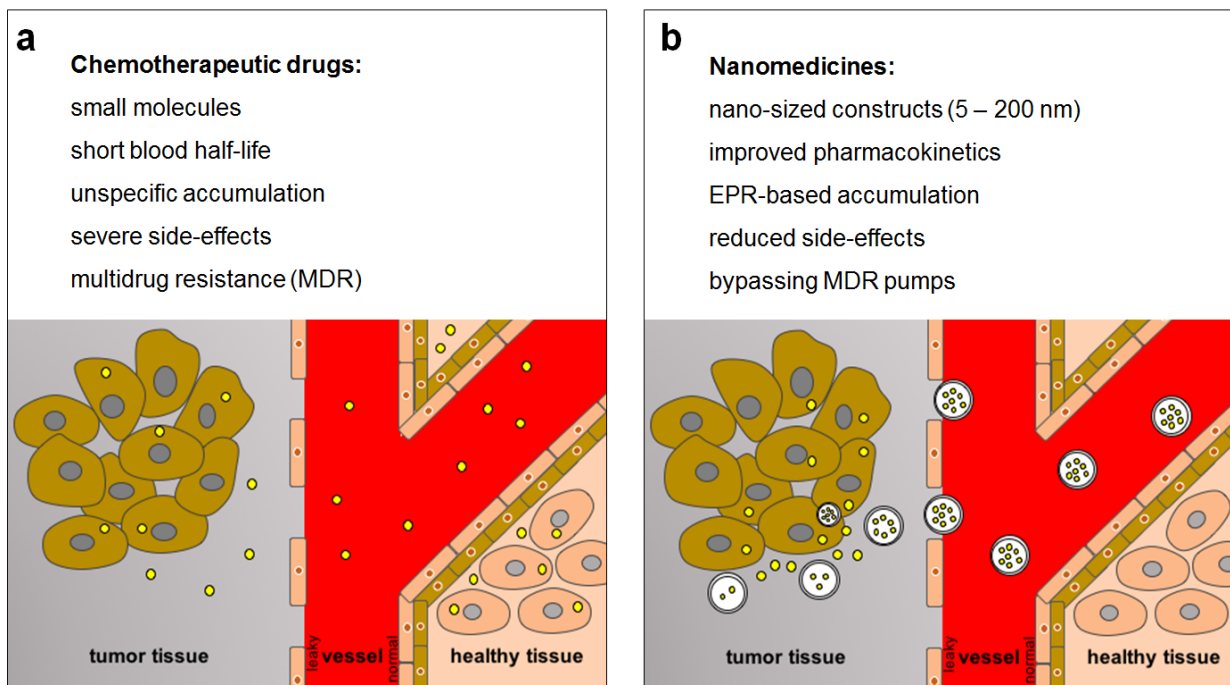 a
Chemotherapeutic drugs:
small molecules
short blood half-life
unspecific accumulation
severe side-effects
multidrug resistance (MDR)
tumor tissue
leaky
vessel
normal
healthy tissue
b
Nanomedicines:
nano-sized constructs (5 – 200 nm)
improved pharmacokinetics
EPR-based accumulation
reduced side-effects
bypassing MDR pumps
tumor tissue
leaky
vessel
normal
healthy tissue